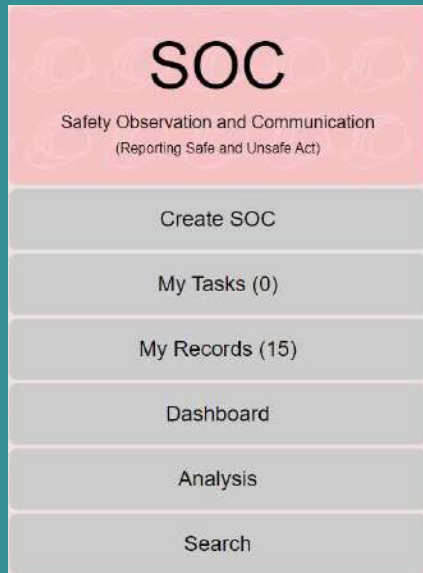 SOC
Safety Observation and Communication
(Reporting Safe and Unsafe Act)
Create SOC
My Tasks (0)
My Records (15)
Dashboard
Analysis
Search